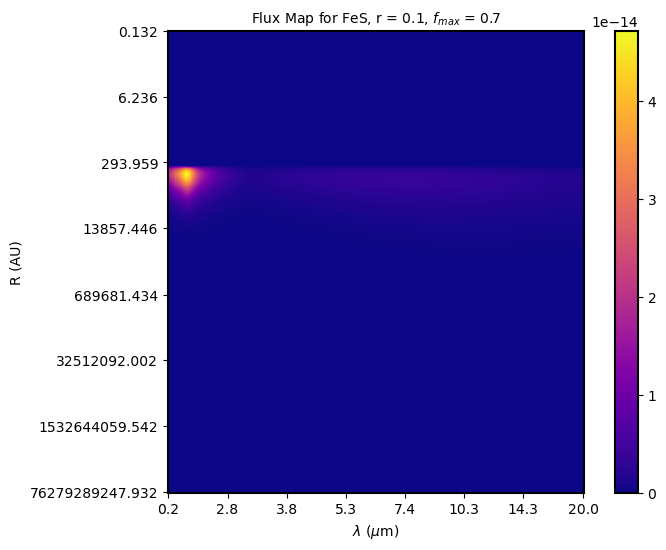 Flux Map for FeS, r = 0.1, f_max = 0.7
1e−14
0.132
6.236
293.959
13857.446
689681.434
32512092.002
1532644059.542
76279289247.932
R (AU)
0.2 2.8 3.8 5.3 7.4 10.3 14.3 20.0
λ (μm)
4
3
2
1
0